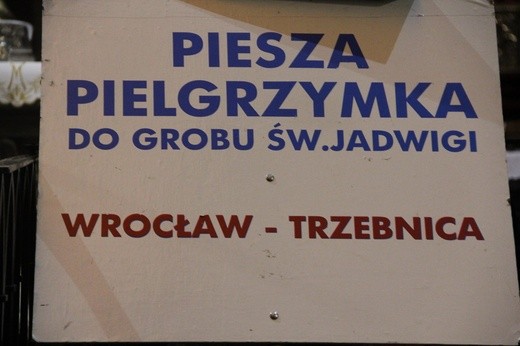 PIESZA
PIELGRZYMKA
DO GROBU ŚW.JADWIGI
WROCŁAW - TRZEBNICA